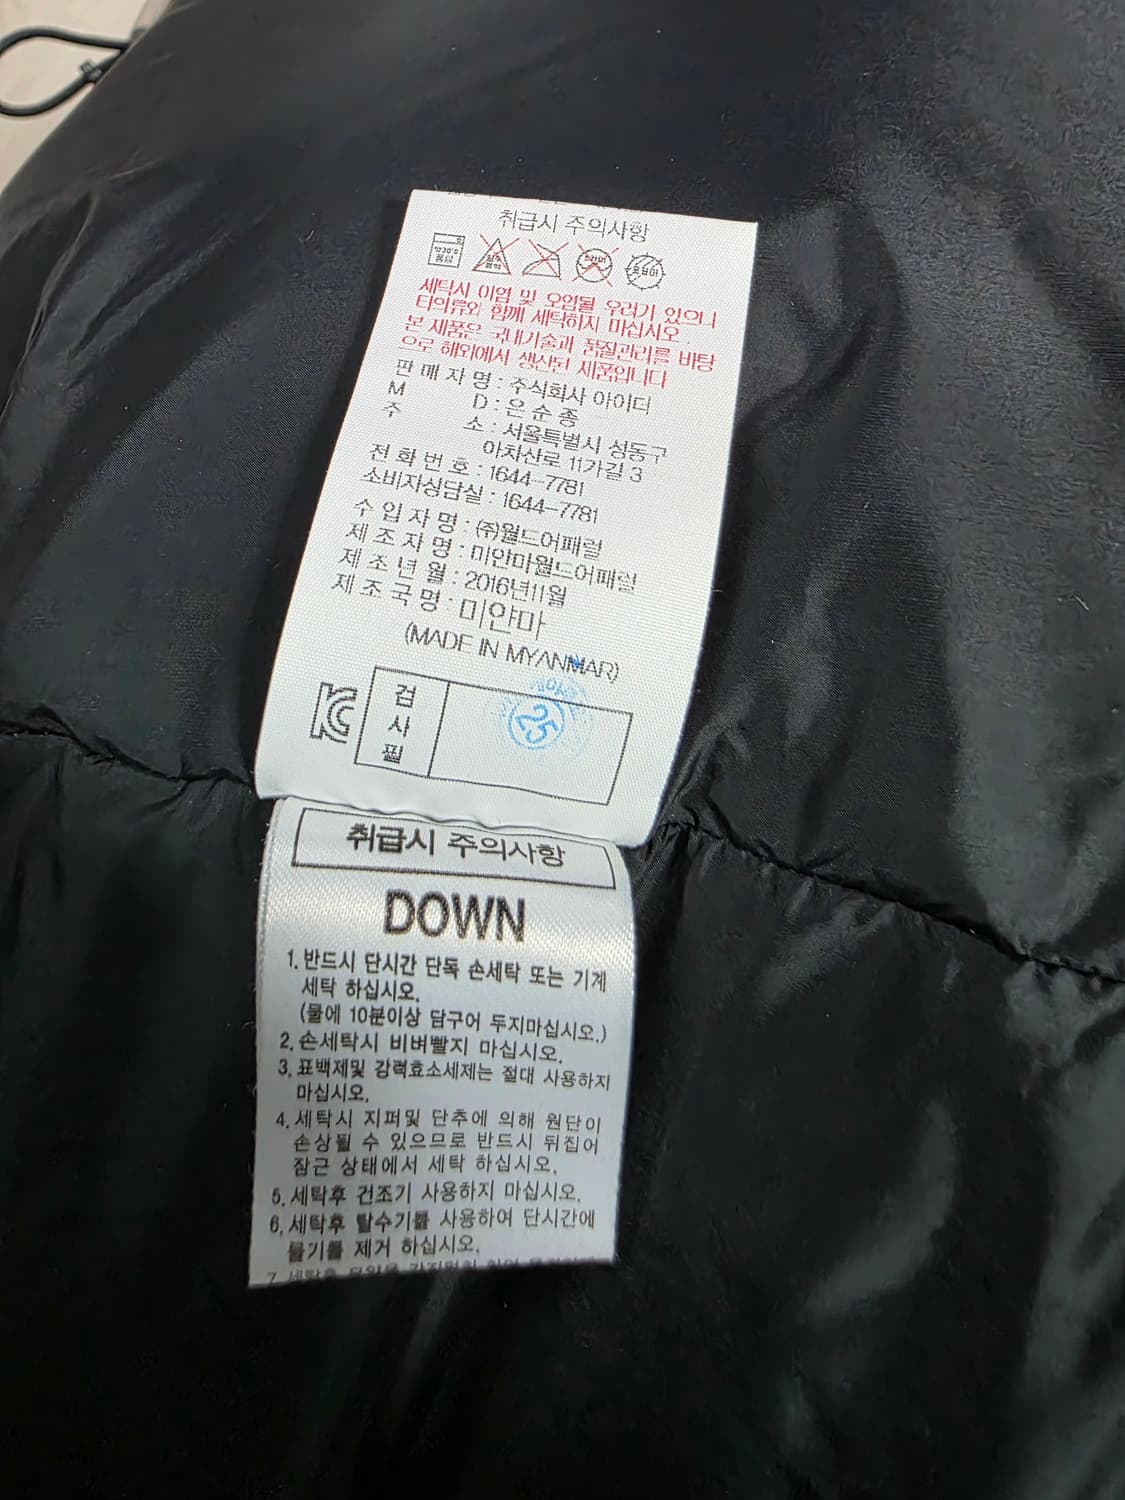 취급시 주의사항
약30℃
중성
세탁시 이염 및 오염될 우려가 있으니
타의류와 함께 세탁하지 마십시오.
본 제품은 국내기술과 품질관리를 바탕
으로 해외에서 생산된 제품입니다
판 매 자 명 : 주식회사 아이더
M D : 은 순 종
주 소 : 서울특별시 성동구
아차산로 11가길 3
전 화 번 호 : 1644-7781
소비자상담실 : 1644-7781
수 입 자 명 : (주)월드어패럴
제 조 자 명 : 미얀마월드어패럴
제 조 년 월 : 2016년11월
제 조 국 명 : 미얀마
(MADE IN MYANMAR)
검
사
필
25
취급시 주의사항
DOWN
1. 반드시 단시간 단독 손세탁 또는 기계
세탁 하십시오.
(물에 10분이상 담구어 두지마십시오.)
2. 손세탁시 비벼빨지 마십시오.
3. 표백제및 강력효소세제는 절대 사용하지
마십시오.
4. 세탁시 지퍼및 단추에 의해 원단이
손상될 수 있으므로 반드시 뒤집어
잠근 상태에서 세탁 하십시오.
5. 세탁후 건조기 사용하지 마십시오.
6. 세탁후 탈수기를 사용하여 단시간에
물기를 제거 하십시오.
7. 세탁후